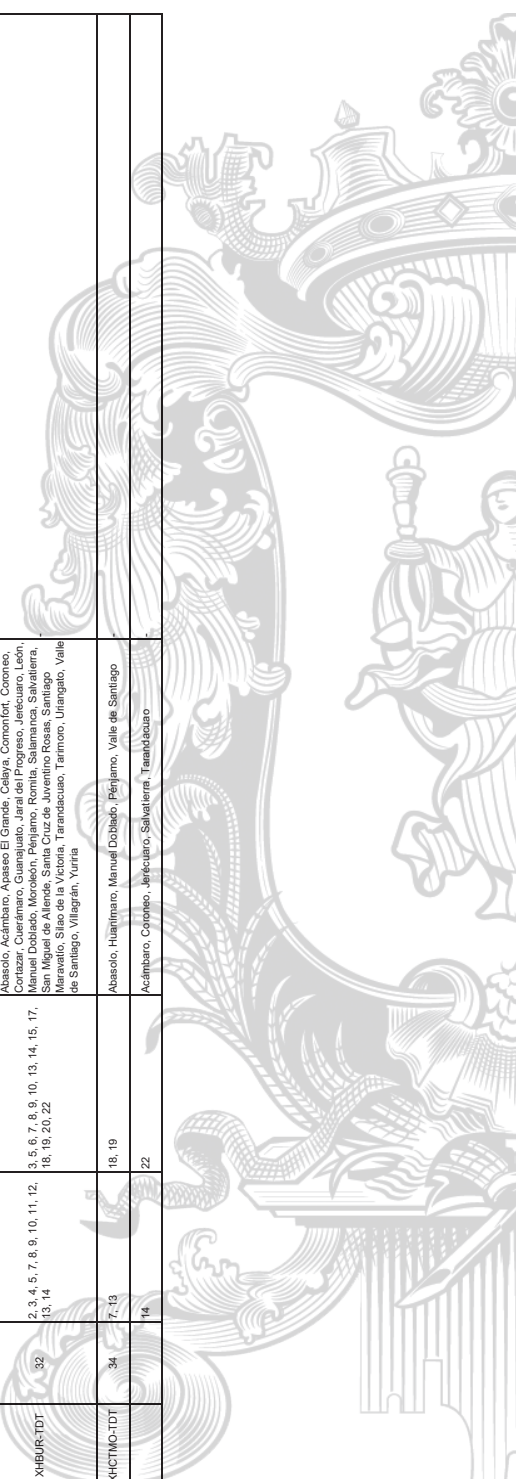 XHBUR-TDT
32
2, 3, 4, 5, 7, 8, 9, 10, 11, 12,
13, 14
3, 5, 6, 7, 8, 9, 10, 13, 14, 15, 17,
18, 19, 20, 22
Abasolo, Acámbaro, Apaseo El Grande, Celaya, Comonfort, Coroneo,
Cortazar, Cuerámaro, Guanajuato, Jaral del Progreso, Jerécuaro, León,
Manuel Doblado, Moroleón, Pénjamo, Romita, Salamanca, Salvatierra,
San Miguel de Allende, Santa Cruz de Juventino Rosas, Santiago
Maravatío, Silao de la Victoria, Tarandacuao, Tarimoro, Uriangato, Valle
de Santiago, Villagrán, Yuriria
-
XHCTMO-TDT
34
7, 13
18, 19
Abasolo, Huanímaro, Manuel Doblado, Pénjamo, Valle de Santiago
-
14
22
Acámbaro, Coroneo, Jerécuaro, Salvatierra, Tarandacuao
-